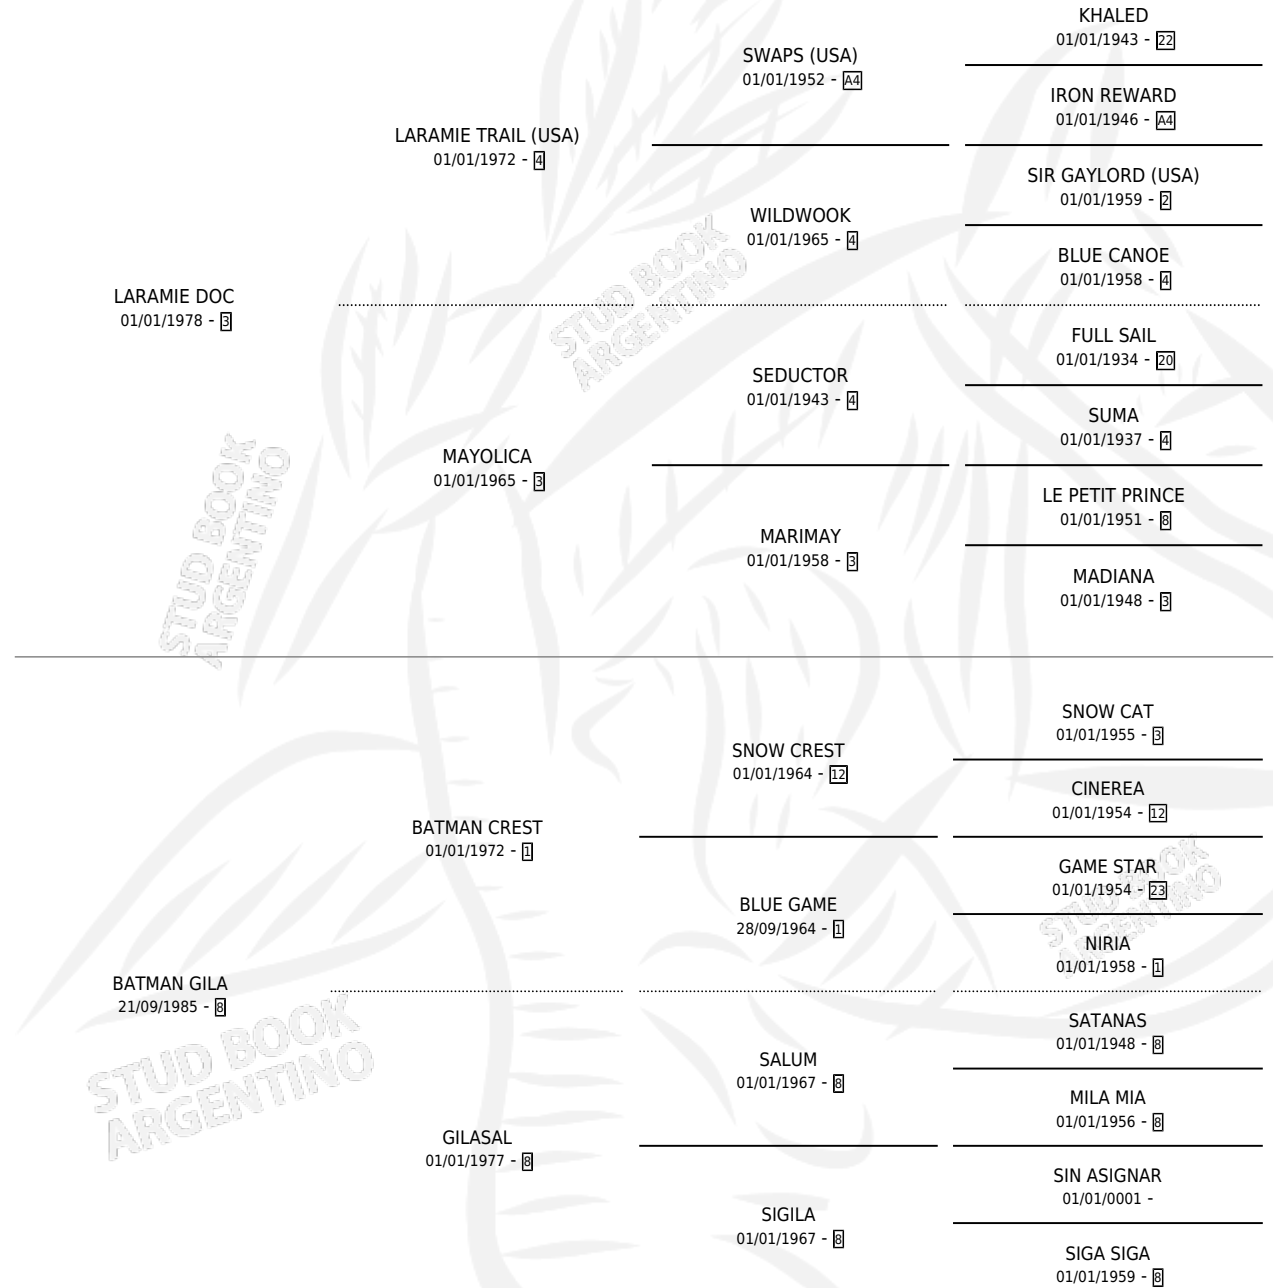 KHALED
01/01/1943 - 22
SWAPS (USA)
01/01/1952 - A4
IRON REWARD
01/01/1946 - A4
LARAMIE TRAIL (USA)
01/01/1972 - 4
SIR GAYLORD (USA)
01/01/1959 - 2
WILDWOOK
01/01/1965 - 4
BLUE CANOE
01/01/1958 - 4
LARAMIE DOC
01/01/1978 - 3
STUD BOOK
ARGENTINO
FULL SAIL
01/01/1934 - 20
SEDUCTOR
01/01/1943 - 4
SUMA
01/01/1937 - 4
MAYOLICA
01/01/1965 - 3
LE PETIT PRINCE
01/01/1951 - 8
MARIMAY
01/01/1958 - 3
MADIANA
01/01/1948 - 3
STUD BOOK
ARGENTINO
SNOW CAT
01/01/1955 - 3
SNOW CREST
01/01/1964 - 12
CINEREA
01/01/1954 - 12
BATMAN CREST
01/01/1972 - 1
GAME STAR
01/01/1954 - 23
BLUE GAME
28/09/1964 - 1
STUD BOOK
ARGENTINO
NIRIA
01/01/1958 - 1
BATMAN GILA
21/09/1985 - 8
STUD BOOK
ARGENTINO
SATANAS
01/01/1948 - 8
SALUM
01/01/1967 - 8
MILA MIA
01/01/1956 - 8
GILASAL
01/01/1977 - 8
SIN ASIGNAR
01/01/0001 -
SIGILA
01/01/1967 - 8
SIGA SIGA
01/01/1959 - 8